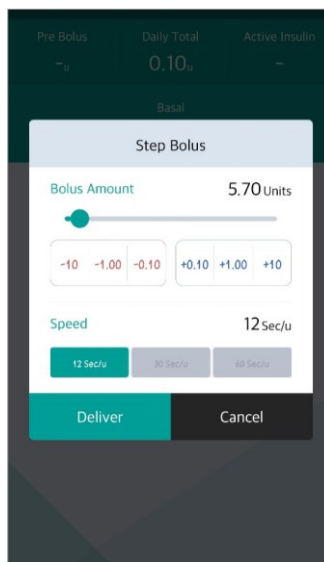 Pre Bolus Daily Total Active Insulin
-u 0.10u -
Basal
Step Bolus
Bolus Amount 5.70 Units
-10 -1.00 -0.10 +0.10 +1.00 +10
Speed 12 Sec/u
12 Sec/u 30 Sec/u 60 Sec/u
Deliver Cancel